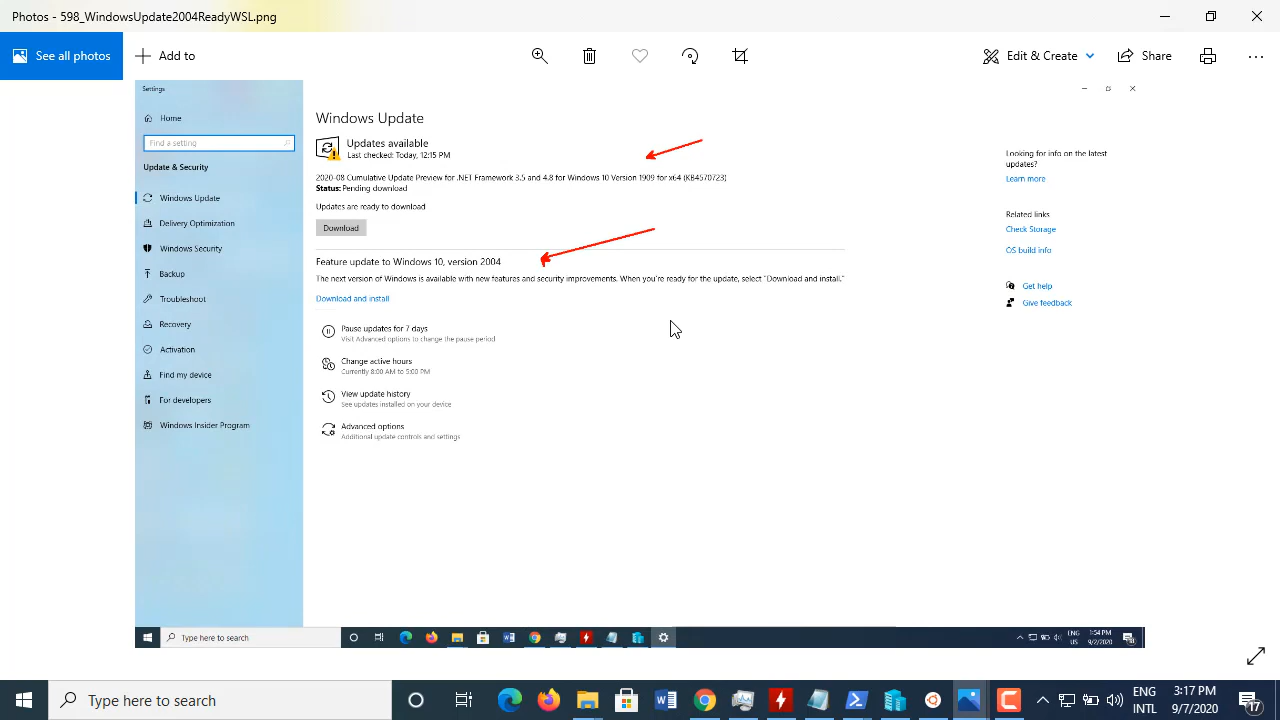 Photos - 598_WindowsUpdate2004ReadyWSL.png
See all photos
Add to
Edit & Create
Share
Settings
Home
Find a setting
Update & Security
Windows Update
Delivery Optimization
Windows Security
Backup
Troubleshoot
Recovery
Activation
Find my device
For developers
Windows Insider Program
Windows Update
Updates available
Last checked: Today, 12:15 PM
2020-08 Cumulative Update Preview for .NET Framework 3.5 and 4.8 for Windows 10 Version 1909 for x64 (KB4570723)
Status: Pending download
Updates are ready to download
Download
Feature update to Windows 10, version 2004
The next version of Windows is available with new features and security improvements. When you're ready for the update, select "Download and install."
Download and install
Pause updates for 7 days
Visit Advanced options to change the pause period
Change active hours
Currently 8:00 AM to 5:00 PM
View update history
See updates installed on your device
Advanced options
Additional update controls and settings
Looking for info on the latest
updates?
Learn more
Related links
Check Storage
OS build info
Get help
Give feedback
Type here to search
ENG
US
1:54 PM
9/2/2020
Type here to search
ENG
INTL
3:17 PM
9/7/2020
17